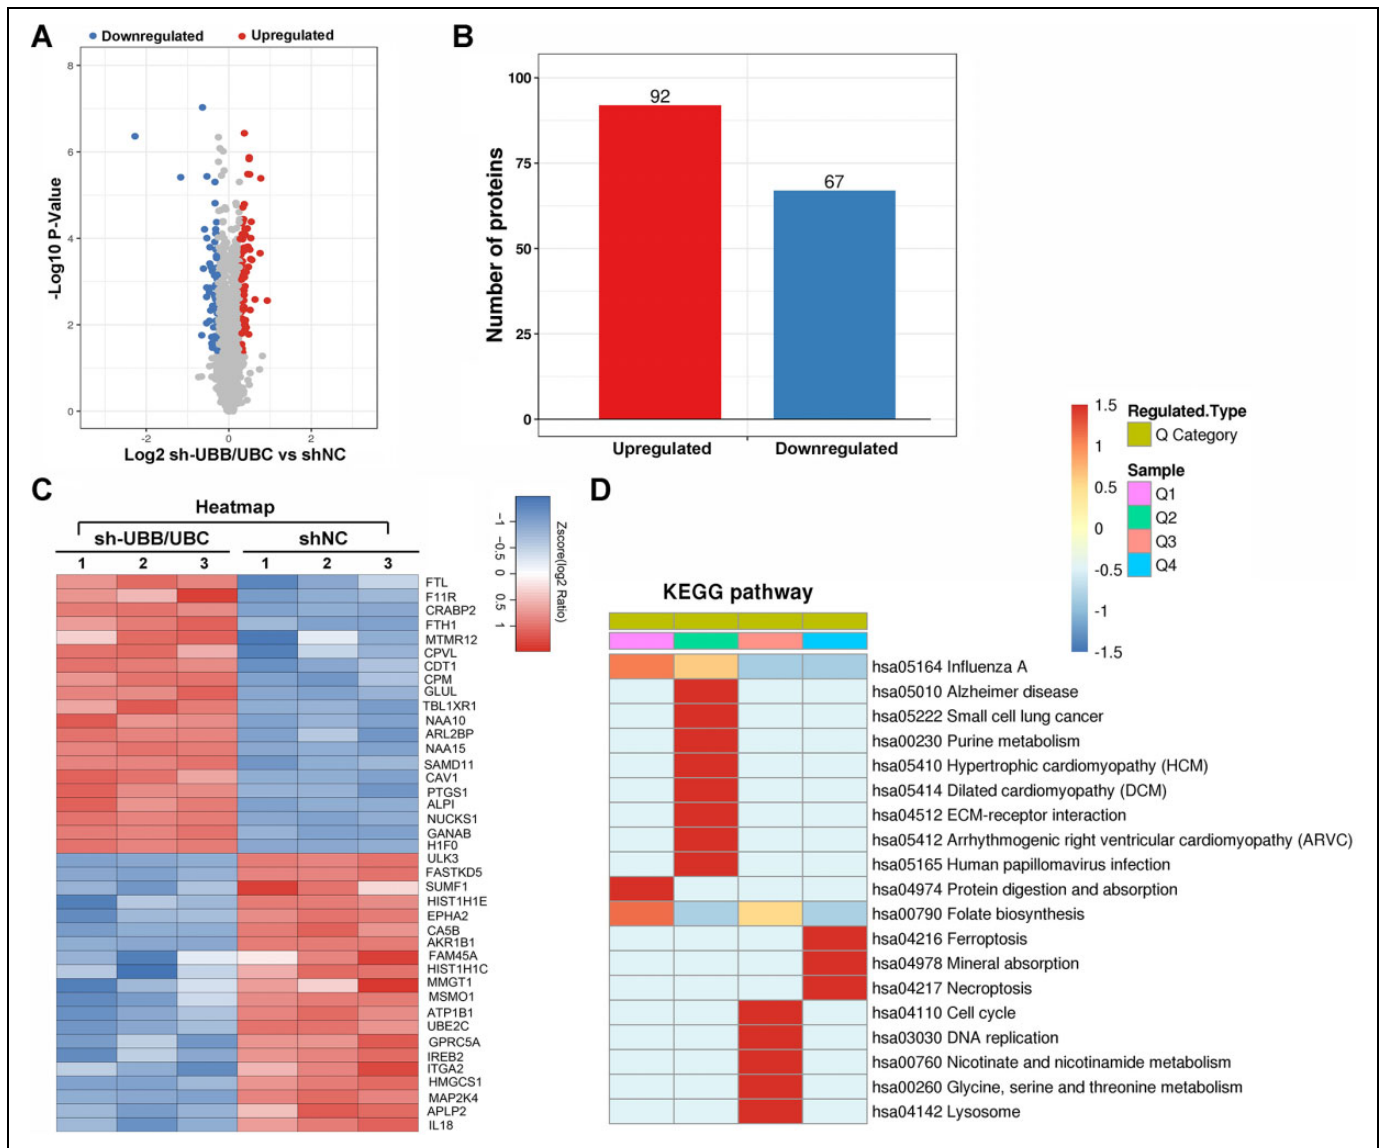 A
Downregulated
Upregulated
8
6
4
2
0
-2
0
2
-Log10 P-Value
Log2 sh-UBB/UBC vs shNC
B
100
75
50
25
0
92
67
Number of proteins
Upregulated
Downregulated
C
Heatmap
sh-UBB/UBC
shNC
1 2 3 1 2 3
FTL
F11R
CRABP2
FTH1
MTMR12
CPVL
CDT1
CPM
GLUL
TBL1XR1
NAA10
ARL2BP
NAA15
SAMD11
CAV1
PTGS1
ALPI
NUCKS1
GANAB
H1F0
ULK3
FASTKD5
SUMF1
HIST1H1E
EPHA2
CA5B
AKR1B1
FAM45A
HIST1H1C
MMGT1
MSMO1
ATP1B1
UBE2C
GPRC5A
IREB2
ITGA2
HMGCS1
MAP2K4
APLP2
IL18
-1
-0.5
0
0.5
1
Zscore(log2 Ratio)
D
KEGG pathway
hsa05164 Influenza A
hsa05010 Alzheimer disease
hsa05222 Small cell lung cancer
hsa00230 Purine metabolism
hsa05410 Hypertrophic cardiomyopathy (HCM)
hsa05414 Dilated cardiomyopathy (DCM)
hsa04512 ECM-receptor interaction
hsa05412 Arrhythmogenic right ventricular cardiomyopathy (ARVC)
hsa05165 Human papillomavirus infection
hsa04974 Protein digestion and absorption
hsa00790 Folate biosynthesis
hsa04216 Ferroptosis
hsa04978 Mineral absorption
hsa04217 Necroptosis
hsa04110 Cell cycle
hsa03030 DNA replication
hsa00760 Nicotinate and nicotinamide metabolism
hsa00260 Glycine, serine and threonine metabolism
hsa04142 Lysosome
1.5
1
0.5
0
-0.5
-1
-1.5
Regulated.Type
Q Category
Sample
Q1
Q2
Q3
Q4